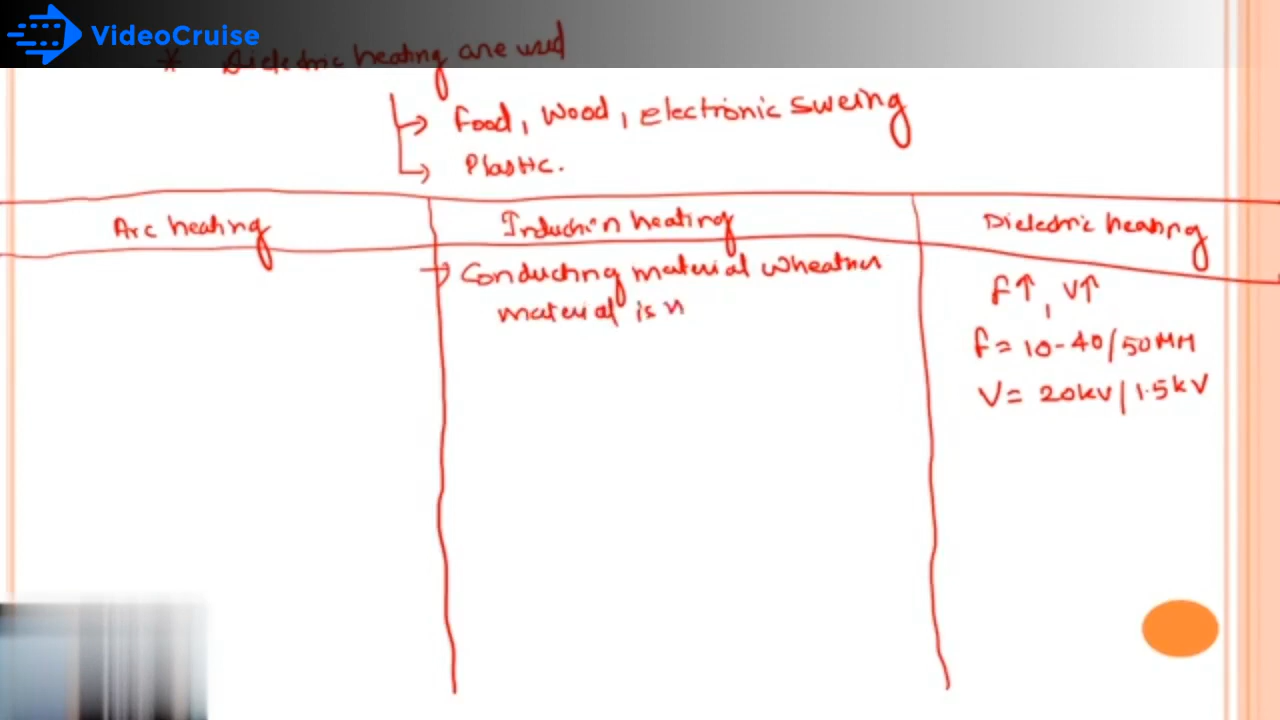 VideoCruise
* Dielectric heating are used
Food, wood, electronic sweing
Plastic.
Arc heating
Induction heating
Dielectric heating
→ Conducting material wheather
material is n
f↑, V↑
f = 10-40/50MH
V = 20kV/1.5kV